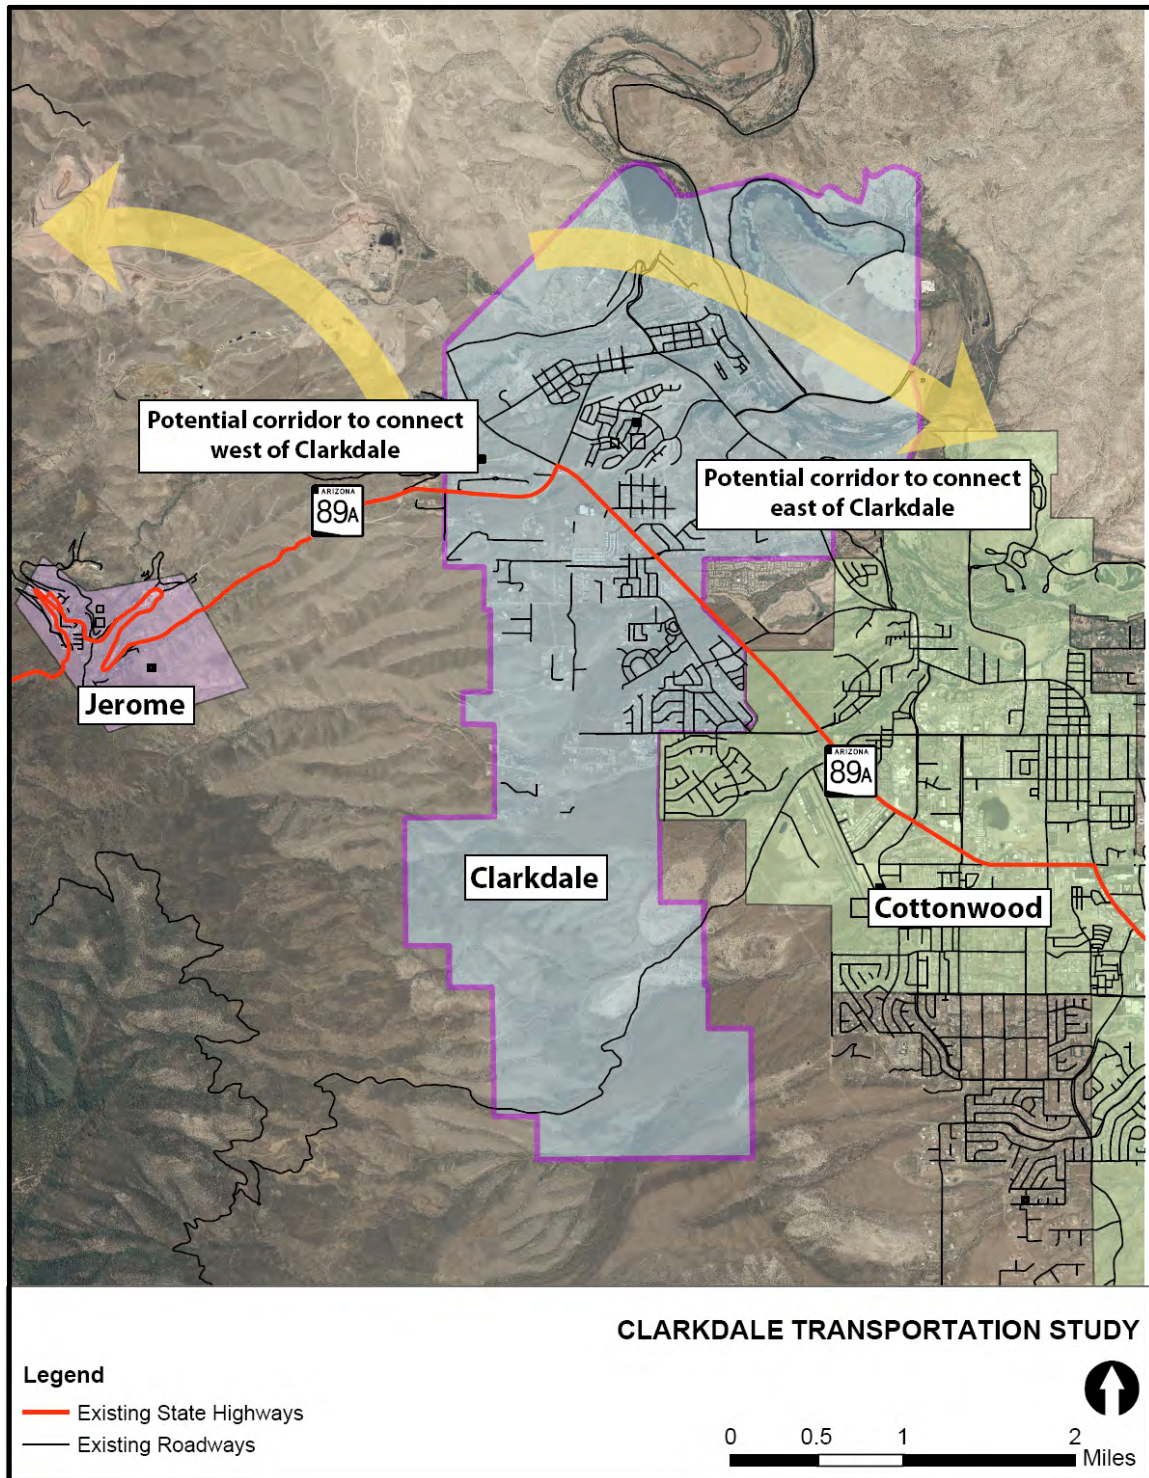 Potential corridor to connect
west of Clarkdale
ARIZONA
89A
Potential corridor to connect
east of Clarkdale
Jerome
ARIZONA
89A
Clarkdale
Cottonwood
CLARKDALE TRANSPORTATION STUDY
Legend
Existing State Highways
Existing Roadways
0 0.5 1 2
Miles